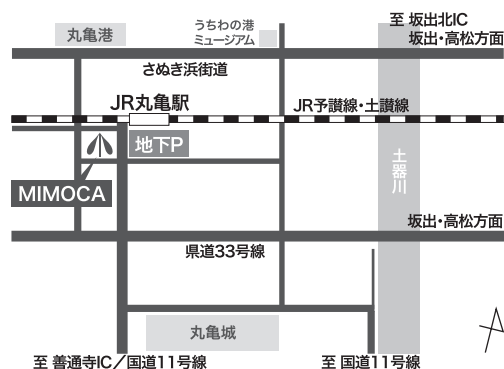 至 坂出北IC
坂出・高松方面
丸亀港
うちわの港
ミュージアム
さぬき浜街道
JR丸亀駅
JR予讃線・土讃線
地下P
土器川
MIMOCA
坂出・高松方面
県道33号線
丸亀城
至 善通寺IC／国道11号線
至 国道11号線